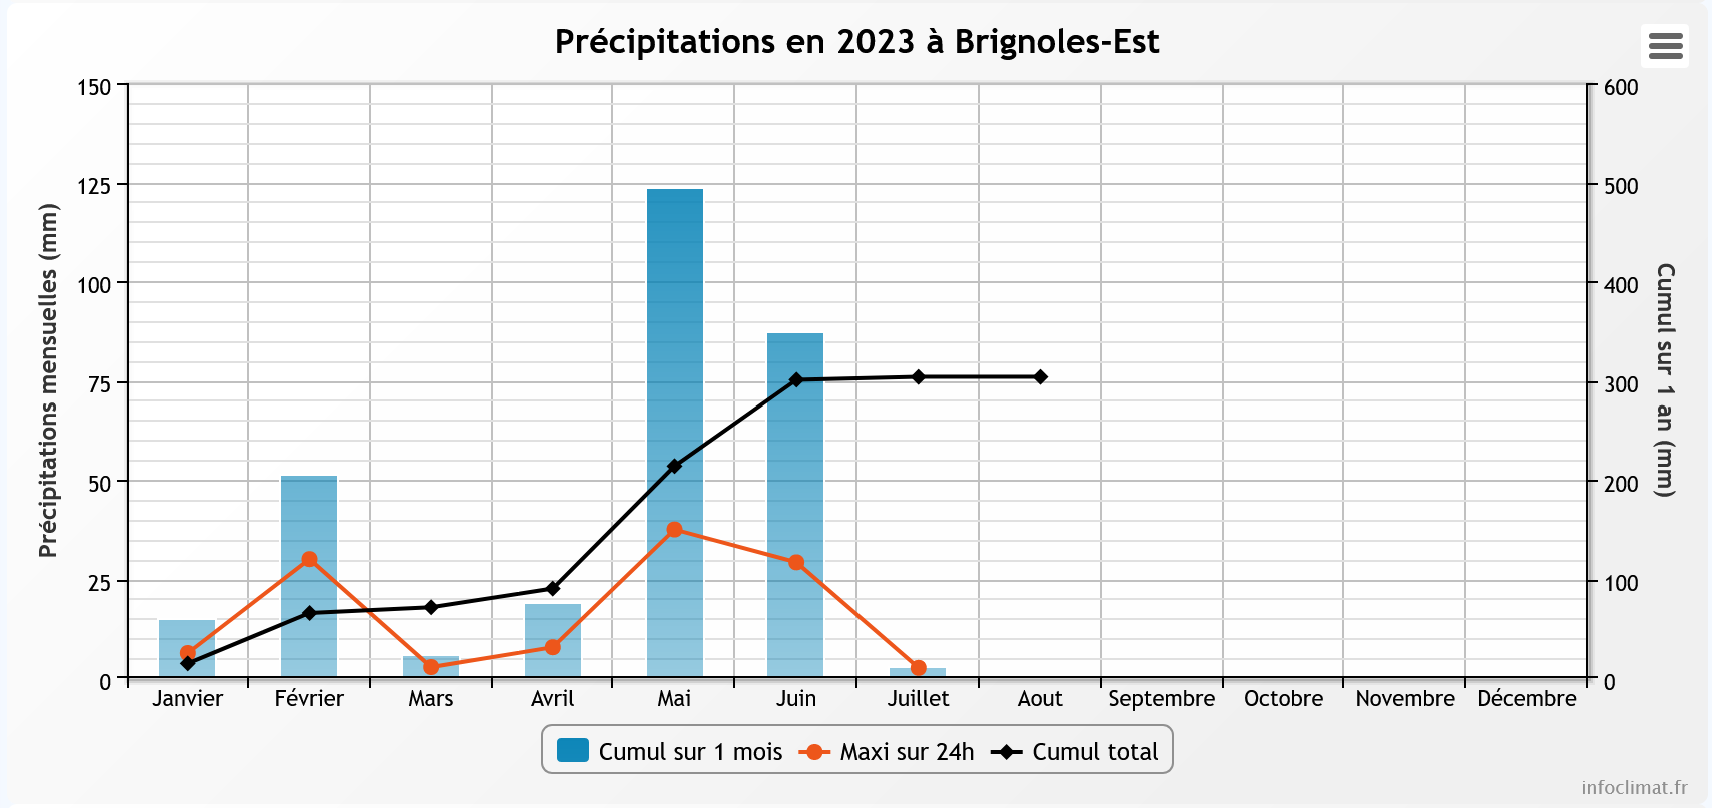 Précipitations en 2023 à Brignoles-Est
150
125
100
75
50
25
0
Précipitations mensuelles (mm)
600
500
400
300
200
100
0
Cumul sur 1 an (mm)
Janvier Février Mars Avril Mai Juin Juillet Aout Septembre Octobre Novembre Décembre
Cumul sur 1 mois Maxi sur 24h Cumul total
infoclimat.fr